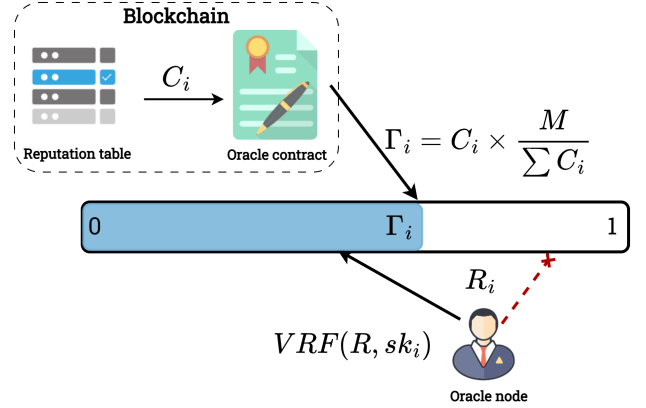 Blockchain
C_i
Γ_i = C_i × M / ∑ C_i
Reputation table
Oracle contract
0
Γ_i
1
R_i
VRF(R, sk_i)
Oracle node